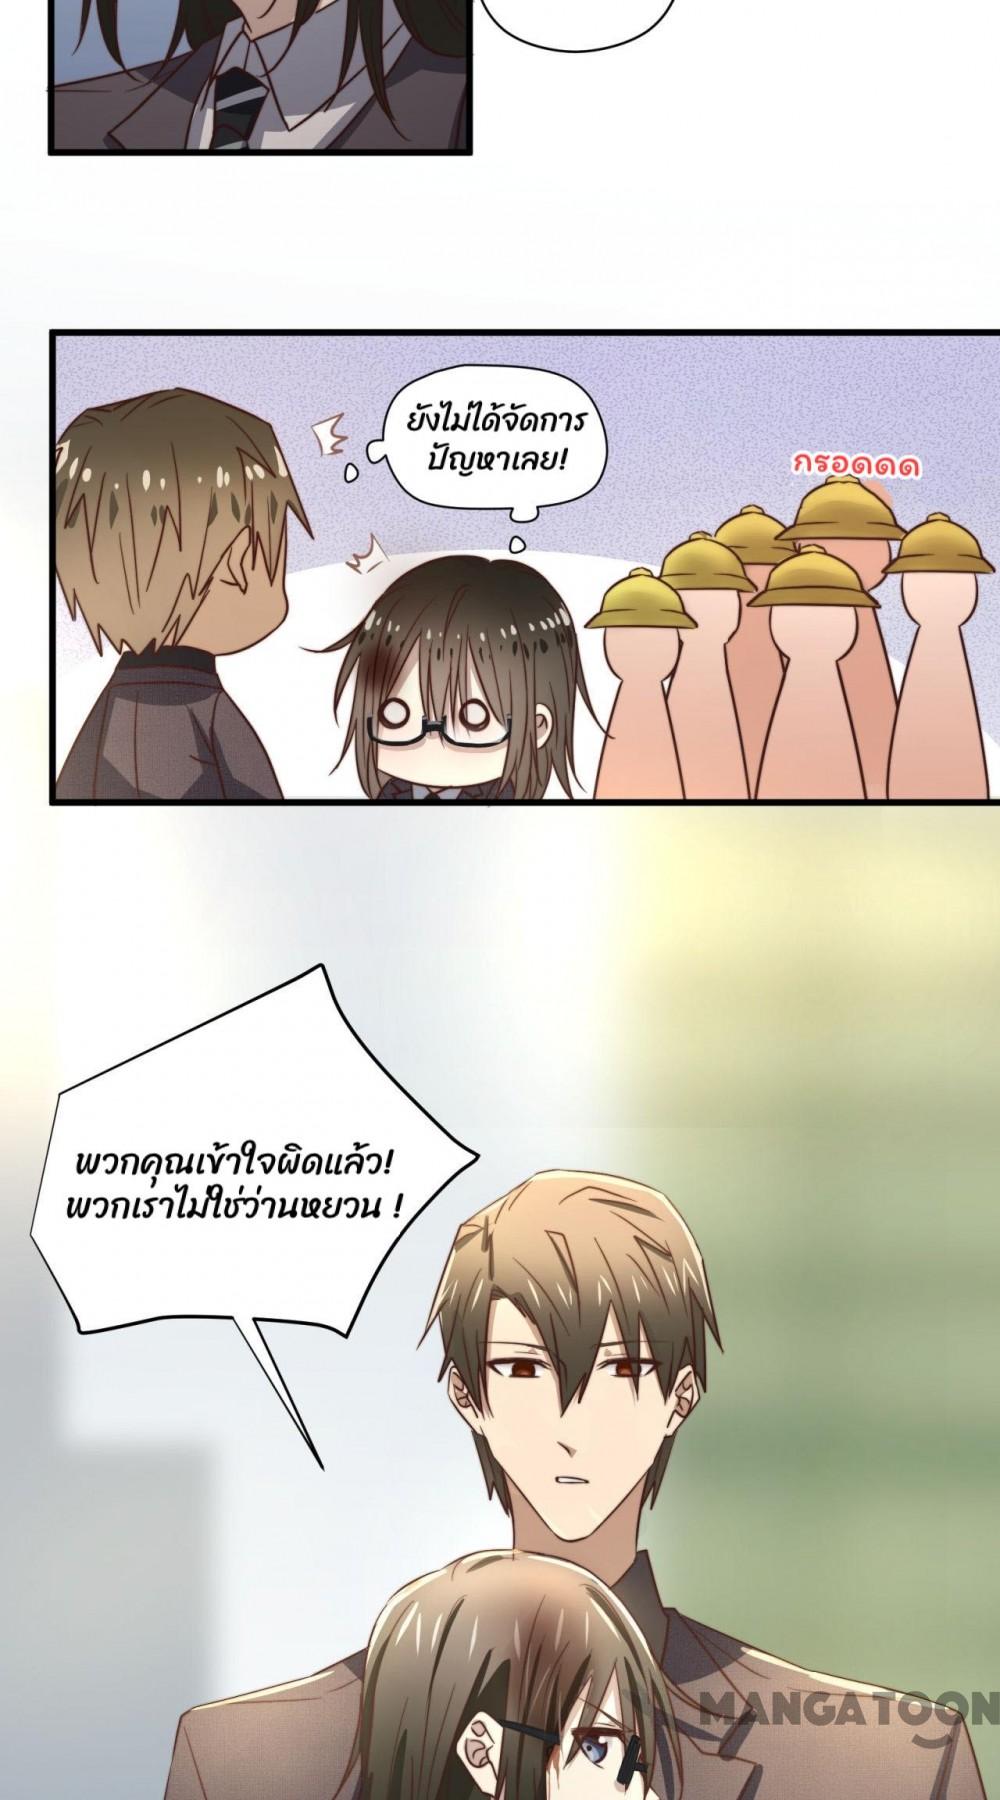 ยังไม่ได้จัดการ
ปัญหาเลย!
กรอดดด
พวกคุณเข้าใจผิดแล้ว!
พวกเราไม่ใช่ว่านหยวน !
MANGATOON